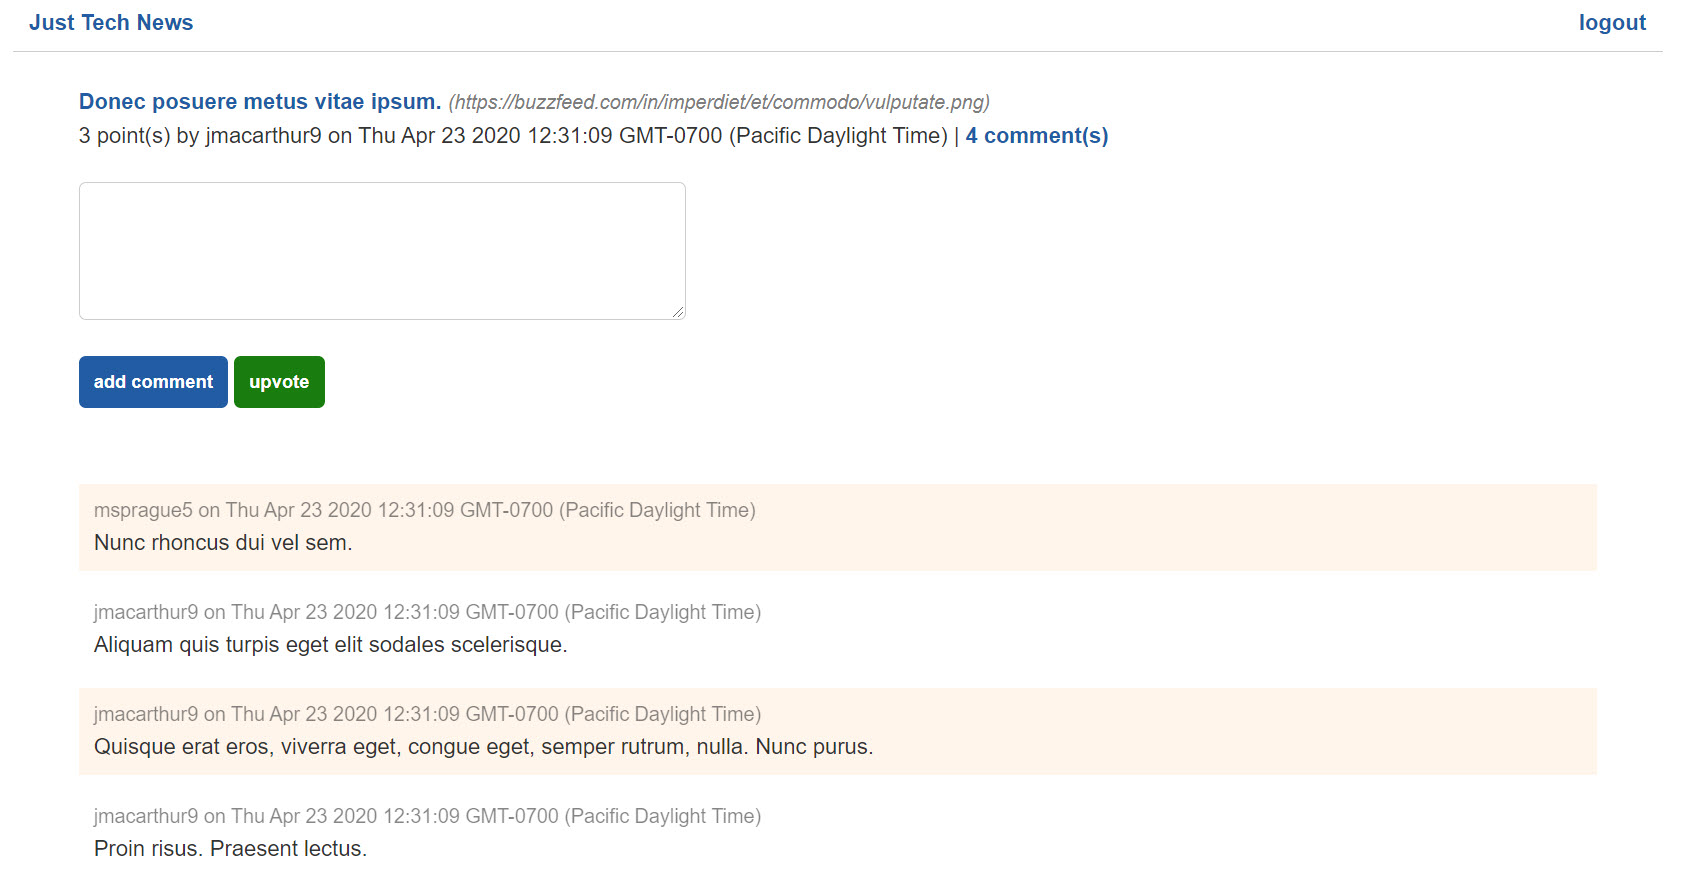 Just Tech News
logout
Donec posuere metus vitae ipsum. (https://buzzfeed.com/in/imperdiet/et/commodo/vulputate.png)
3 point(s) by jmacarthur9 on Thu Apr 23 2020 12:31:09 GMT-0700 (Pacific Daylight Time) | 4 comment(s)
add comment
upvote
msprague5 on Thu Apr 23 2020 12:31:09 GMT-0700 (Pacific Daylight Time)
Nunc rhoncus dui vel sem.
jmacarthur9 on Thu Apr 23 2020 12:31:09 GMT-0700 (Pacific Daylight Time)
Aliquam quis turpis eget elit sodales scelerisque.
jmacarthur9 on Thu Apr 23 2020 12:31:09 GMT-0700 (Pacific Daylight Time)
Quisque erat eros, viverra eget, congue eget, semper rutrum, nulla. Nunc purus.
jmacarthur9 on Thu Apr 23 2020 12:31:09 GMT-0700 (Pacific Daylight Time)
Proin risus. Praesent lectus.